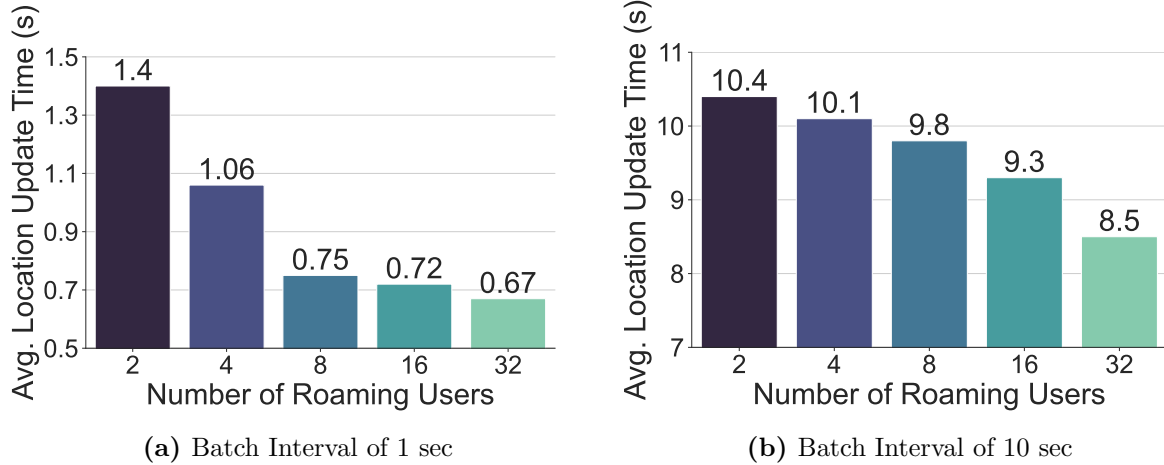 Avg. Location Update Time (s)
1.5
1.3
1.1
0.9
0.7
0.5
1.4
1.06
0.75
0.72
0.67
2 4 8 16 32
Number of Roaming Users
(a) Batch Interval of 1 sec
Avg. Location Update Time (s)
11
10
9
8
7
10.4
10.1
9.8
9.3
8.5
2 4 8 16 32
Number of Roaming Users
(b) Batch Interval of 10 sec